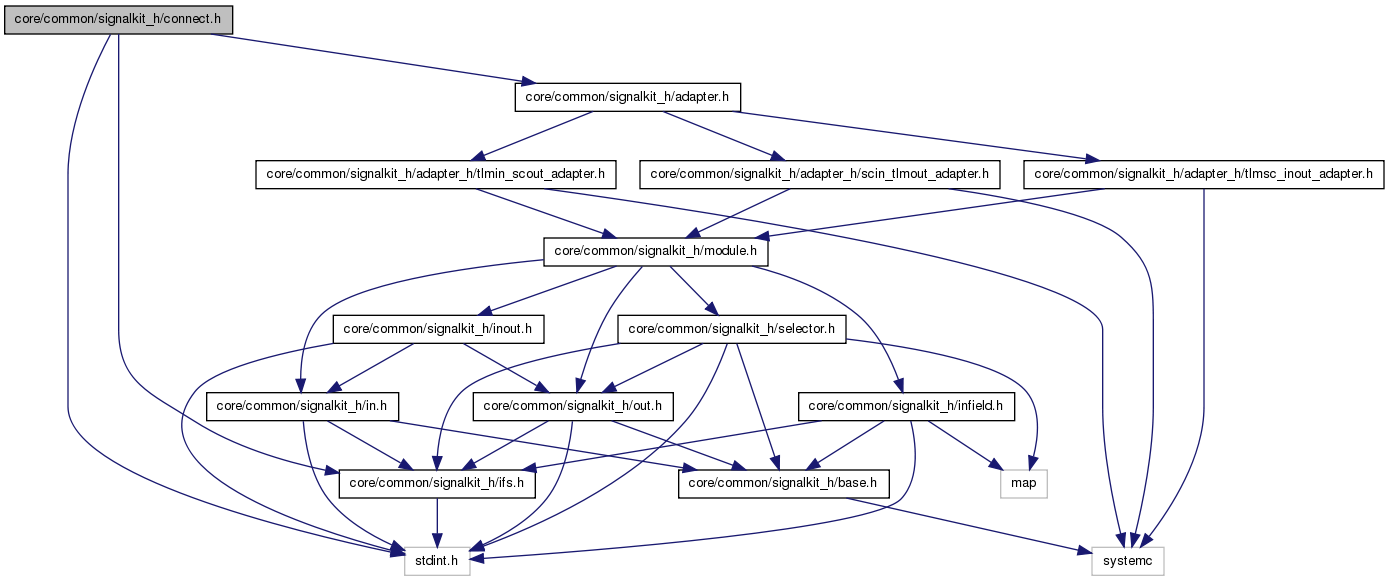 core/common/signalkit_h/connect.h
core/common/signalkit_h/adapter.h
core/common/signalkit_h/adapter_h/tlmin_scout_adapter.h
core/common/signalkit_h/adapter_h/scin_tlmout_adapter.h
core/common/signalkit_h/adapter_h/tlmsc_inout_adapter.h
core/common/signalkit_h/module.h
core/common/signalkit_h/inout.h
core/common/signalkit_h/selector.h
core/common/signalkit_h/in.h
core/common/signalkit_h/out.h
core/common/signalkit_h/infield.h
core/common/signalkit_h/ifs.h
core/common/signalkit_h/base.h
map
stdint.h
systemc